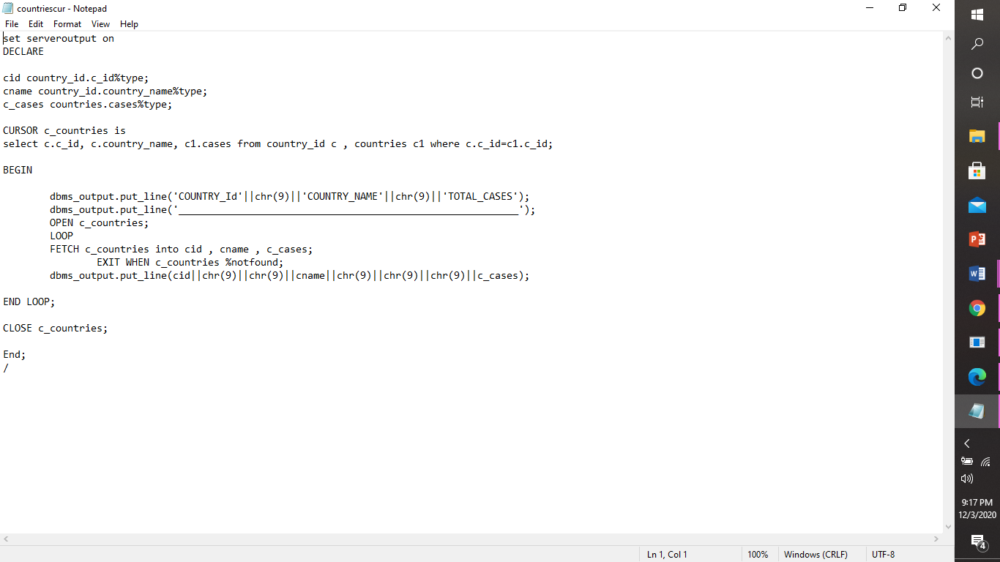 countriescur - Notepad
File Edit Format View Help
set serveroutput on
DECLARE
cid country_id.c_id%type;
cname country_id.country_name%type;
c_cases countries.cases%type;
CURSOR c_countries is
select c.c_id, c.country_name, c1.cases from country_id c , countries c1 where c.c_id=c1.c_id;
BEGIN
dbms_output.put_line('COUNTRY_Id'||chr(9)||'COUNTRY_NAME'||chr(9)||'TOTAL_CASES');
dbms_output.put_line('__________________________________________________________');
OPEN c_countries;
LOOP
FETCH c_countries into cid , cname , c_cases;
EXIT WHEN c_countries %notfound;
dbms_output.put_line(cid||chr(9)||chr(9)||cname||chr(9)||chr(9)||chr(9)||c_cases);
END LOOP;
CLOSE c_countries;
End;
/
Ln 1, Col 1
100%
Windows (CRLF)
UTF-8
9:17 PM
12/3/2020
4